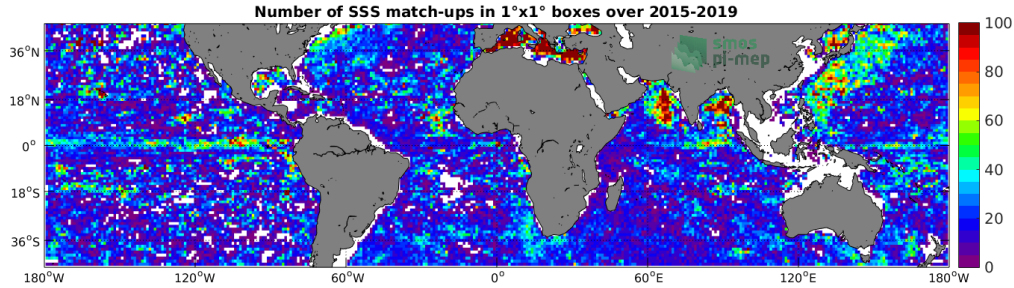 Number of SSS match-ups in 1°x1° boxes over 2015-2019
smos
pi-mep
36°N
18°N
0°
18°S
36°S
180°W
120°W
60°W
0°
60°E
120°E
180°W
100
80
60
40
20
0